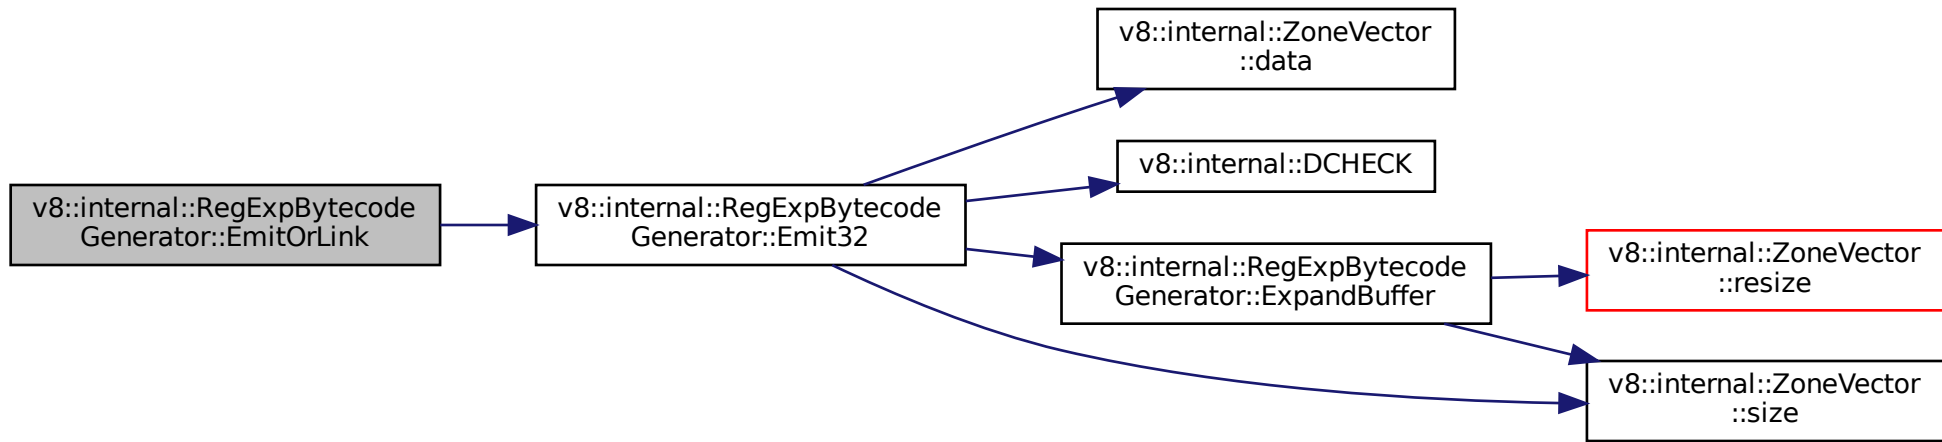 v8::internal::RegExpBytecode
Generator::EmitOrLink
v8::internal::RegExpBytecode
Generator::Emit32
v8::internal::ZoneVector
::data
v8::internal::DCHECK
v8::internal::RegExpBytecode
Generator::ExpandBuffer
v8::internal::ZoneVector
::resize
v8::internal::ZoneVector
::size